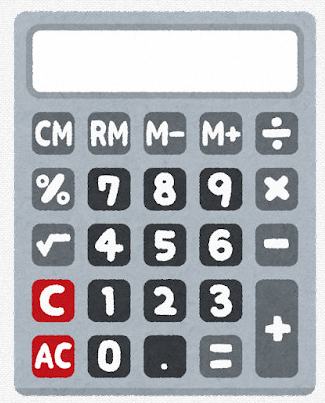 CM RM M− M+ ÷
% 7 8 9 ×
√ 4 5 6 −
C 1 2 3 +
AC 0 . =